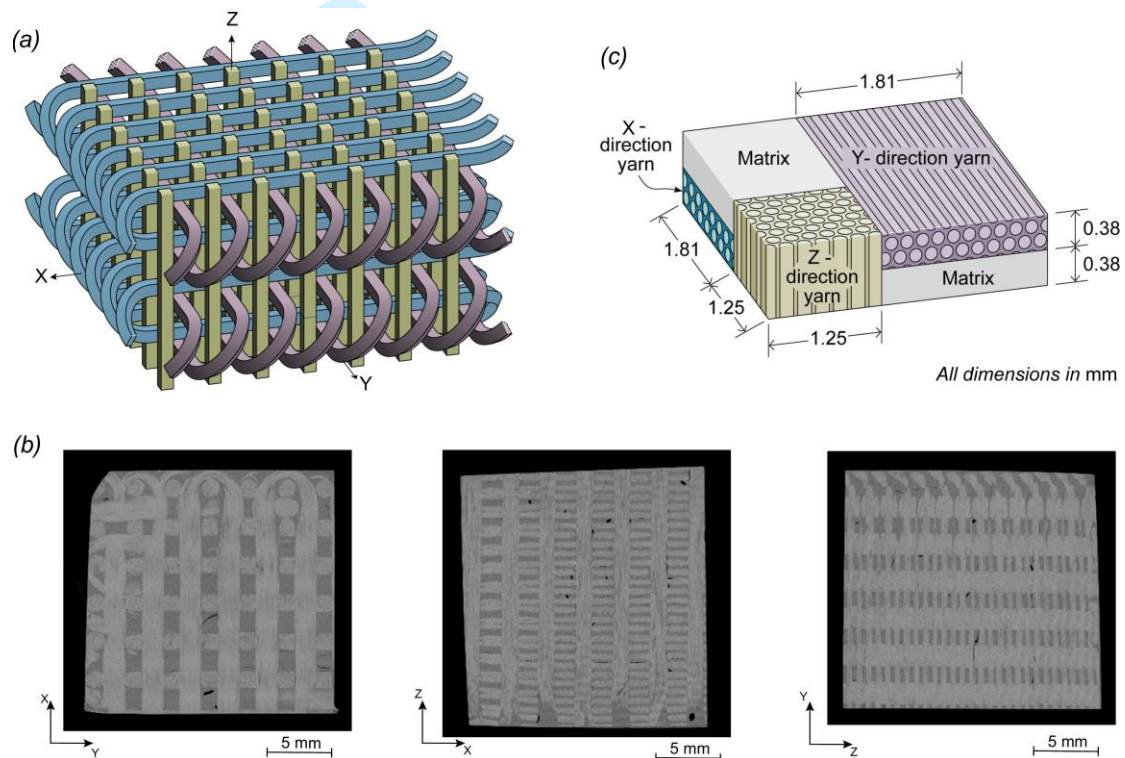 (a)
Z
X
Y
(c)
1.81
X -
direction
yarn
Matrix
Y- direction yarn
0.38
0.38
1.81
Z -
direction
yarn
Matrix
1.25
1.25
All dimensions in mm
(b)
X
Y
5 mm
Z
X
5 mm
Y
Z
5 mm